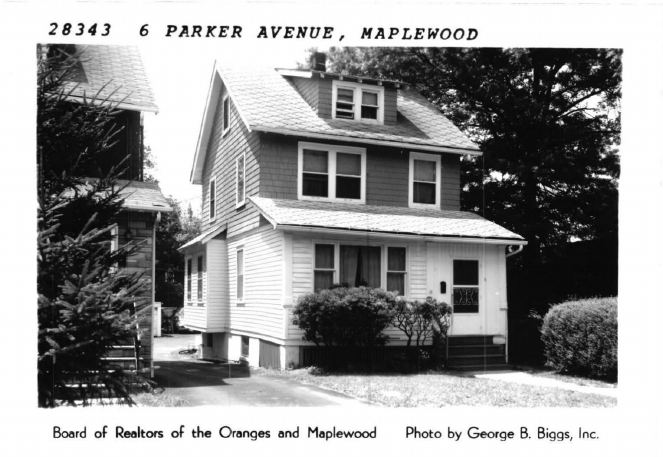 28343 6 PARKER AVENUE, MAPLEWOOD
Board of Realtors of the Oranges and Maplewood Photo by George B. Biggs, Inc.